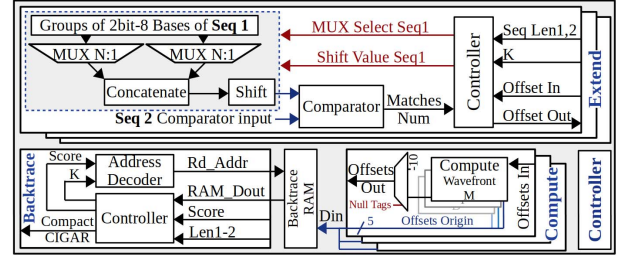 Groups of 2bit-8 Bases of Seq 1
MUX N:1
MUX N:1
Concatenate
Shift
Seq 2 Comparator input
MUX Select Seq1
Shift Value Seq1
Comparator
Matches
Num
Controller
Seq Len1,2
K
Offset In
Offset Out
Extend
Backtrace
Score
K
Address
Decoder
Controller
Compact
CIGAR
Rd_Addr
RAM_Dout
Score
Len1-2
Backtrace
RAM
Din
Offsets
Out
Null Tags
-10
Compute
Wavefront
M
5
Offsets Origin
Offsets In
Compute
Controller